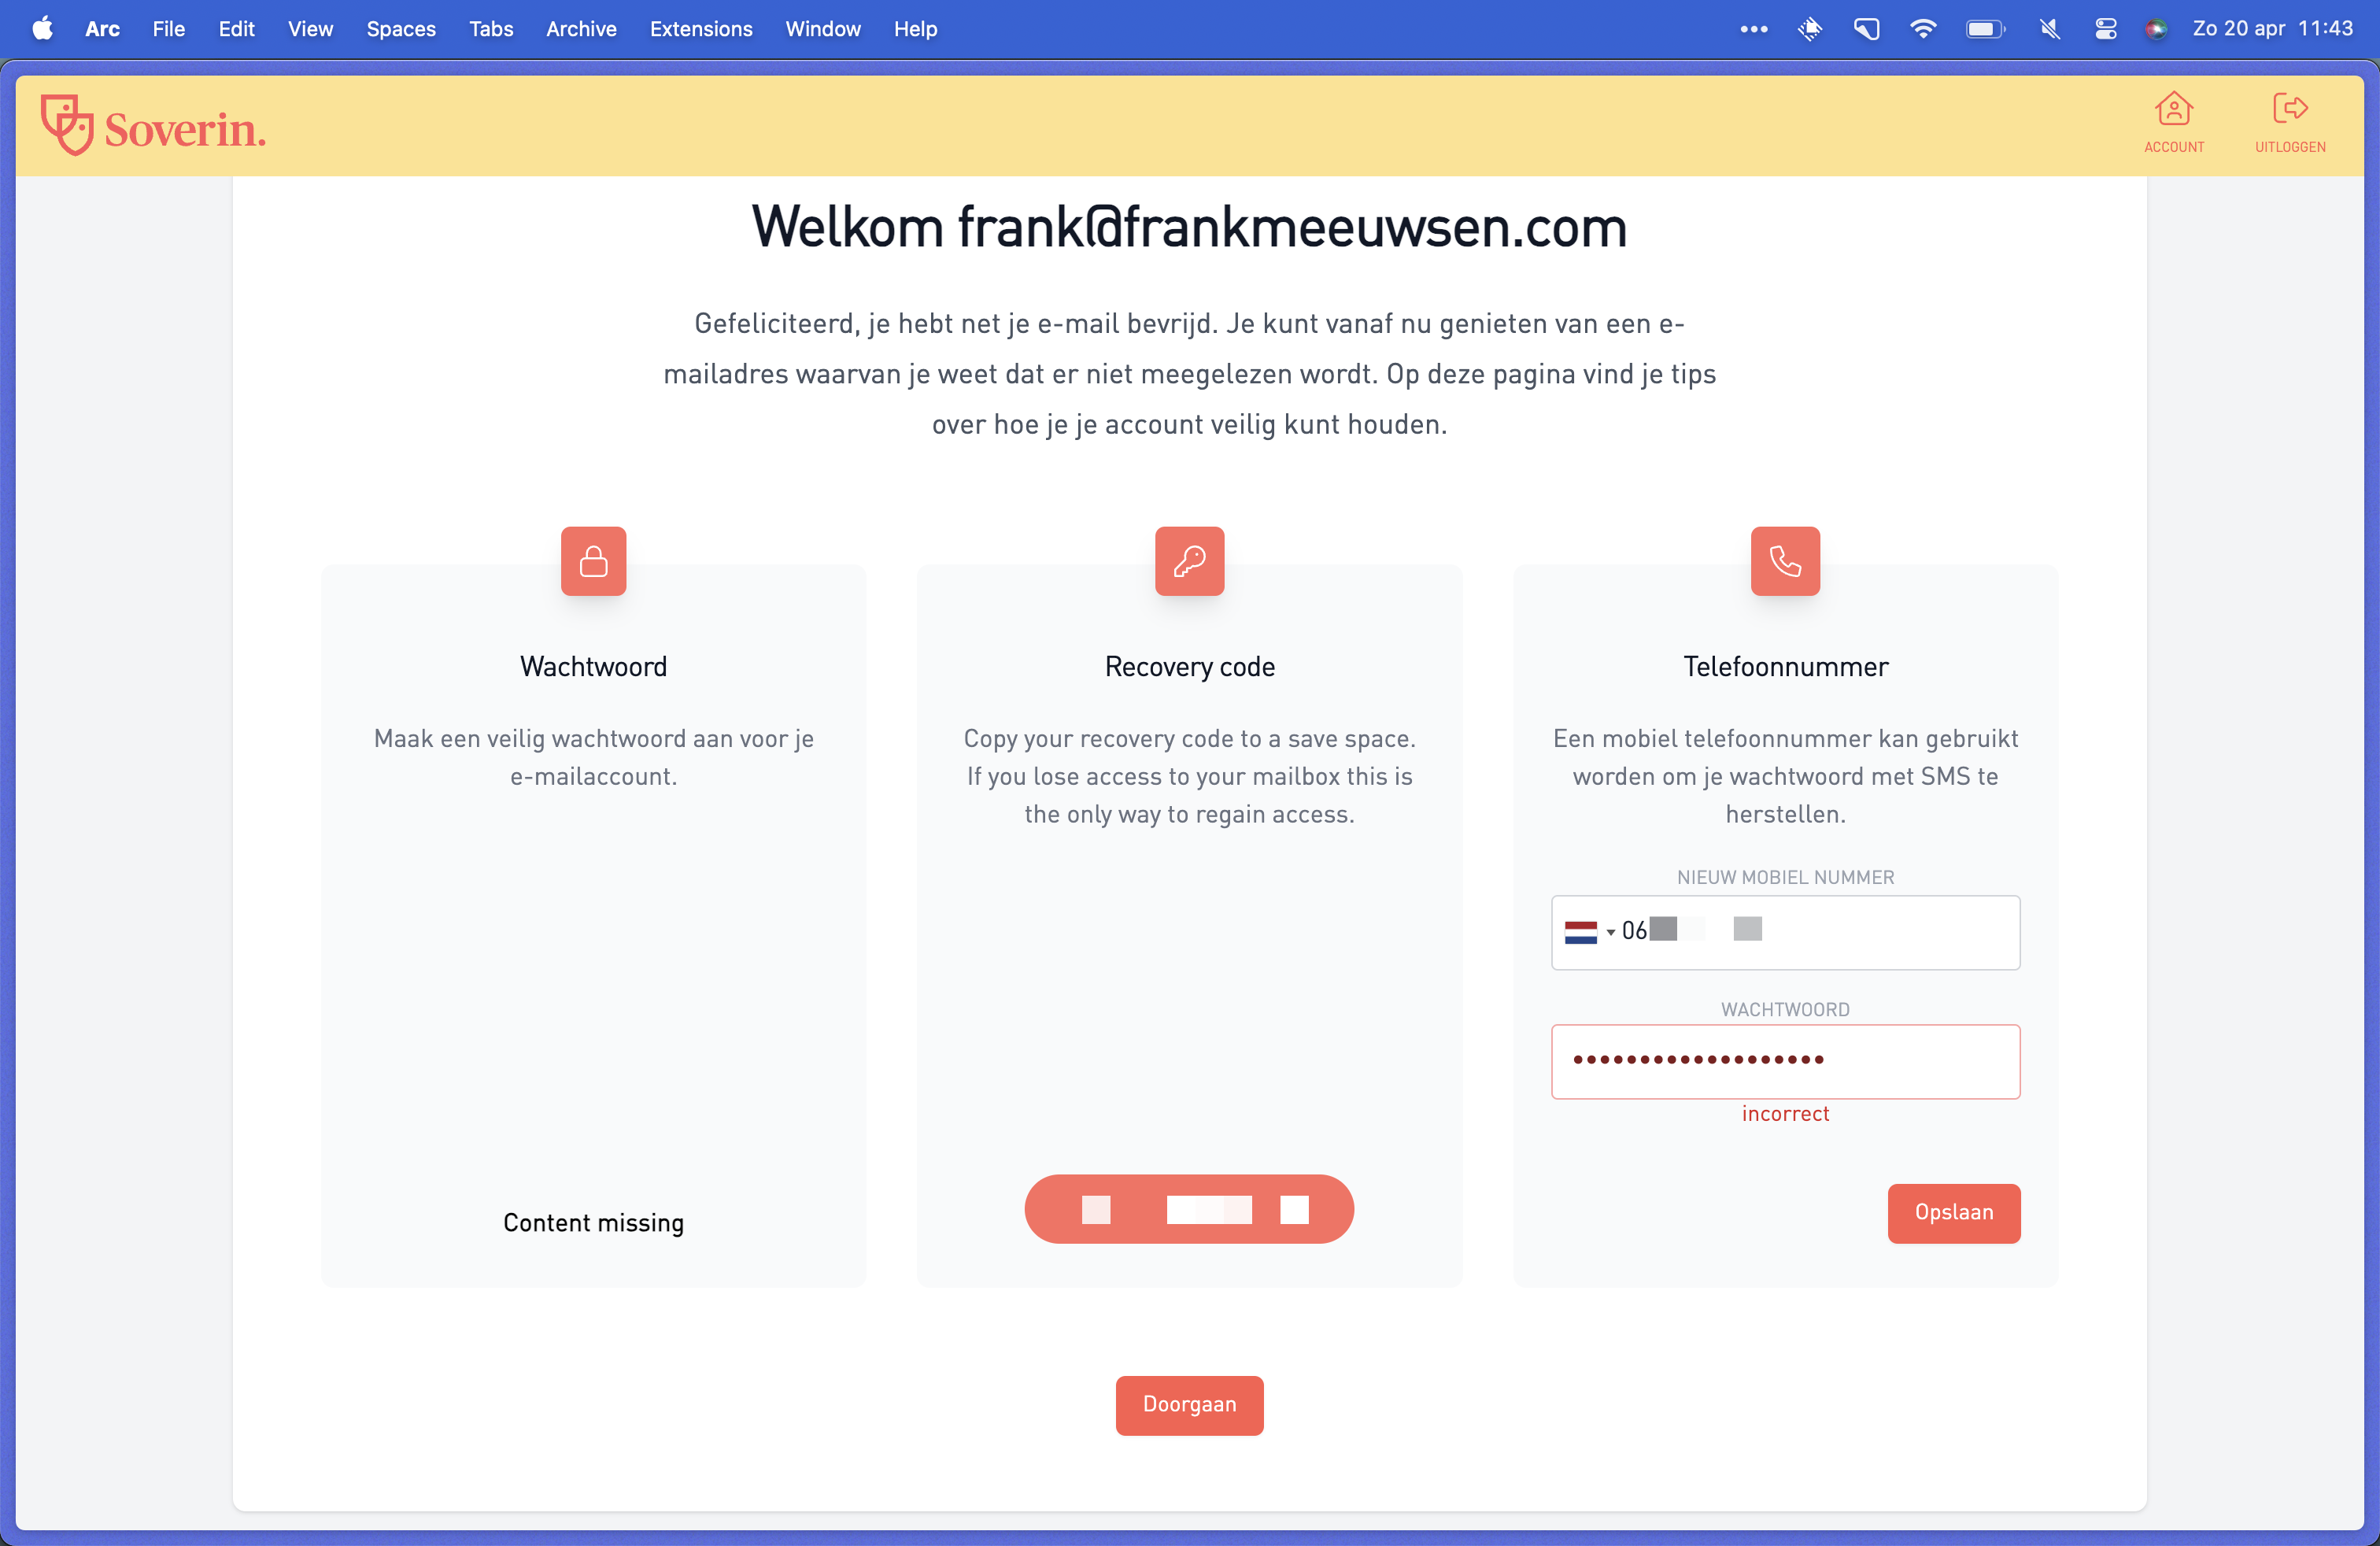 Arc File Edit View Spaces Tabs Archive Extensions Window Help Zo 20 apr 11:43
Soverin.
ACCOUNT
UITLOGGEN
Welkom frank@frankmeeuwsen.com
Gefeliciteerd, je hebt net je e-mail bevrijd. Je kunt vanaf nu genieten van een e-
mailadres waarvan je weet dat er niet meegelezen wordt. Op deze pagina vind je tips
over hoe je je account veilig kunt houden.
Wachtwoord
Maak een veilig wachtwoord aan voor je
e-mailaccount.
Content missing
Recovery code
Copy your recovery code to a save space.
If you lose access to your mailbox this is
the only way to regain access.
Telefoonnummer
Een mobiel telefoonnummer kan gebruikt
worden om je wachtwoord met SMS te
herstellen.
NIEUW MOBIEL NUMMER
06
WACHTWOORD
•••••••••••••••••••
incorrect
Opslaan
Doorgaan